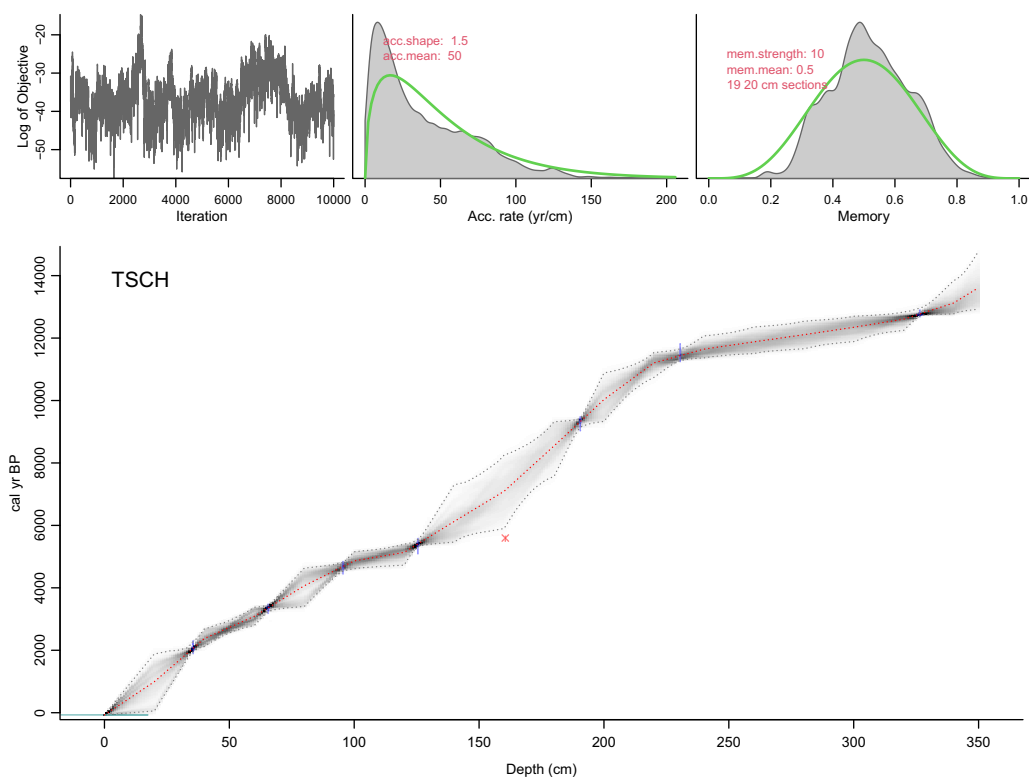 Log of Objective
-20
-30
-40
-50
0 2000 4000 6000 8000 10000
Iteration
acc.shape: 1.5
acc.mean: 50
0 50 100 150 200
Acc. rate (yr/cm)
mem.strength: 10
mem.mean: 0.5
19 20 cm sections
0.0 0.2 0.4 0.6 0.8 1.0
Memory
TSCH
cal yr BP
14000
12000
10000
8000
6000
4000
2000
0
0 50 100 150 200 250 300 350
Depth (cm)